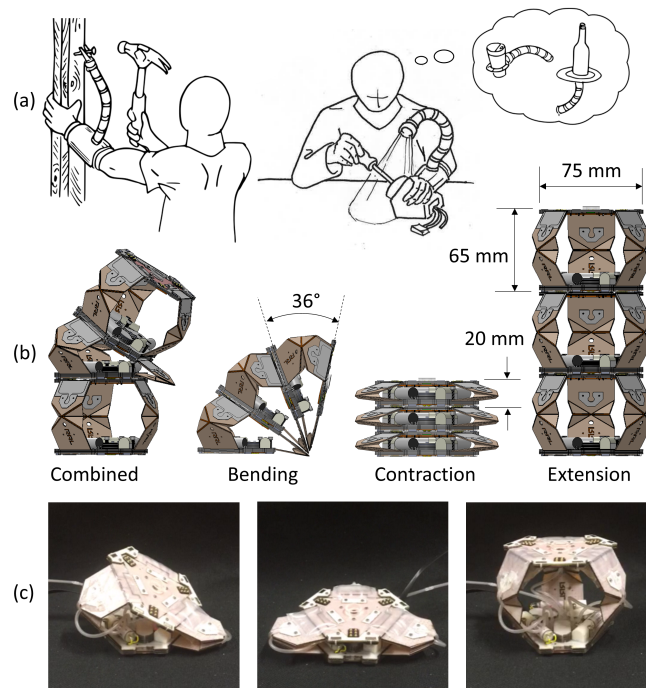 (a)
75 mm
65 mm
36°
20 mm
(b)
Combined
Bending
Contraction
Extension
(c)